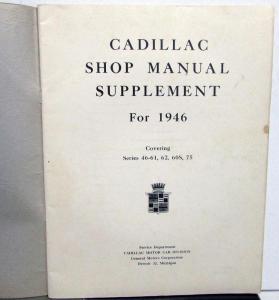 CADILLAC
SHOP MANUAL
SUPPLEMENT
For 1946
Covering
Series 46-61, 62, 60S, 75
Service Department
CADILLAC MOTOR CAR DIVISION
General Motors Corporation
Detroit 32, Michigan